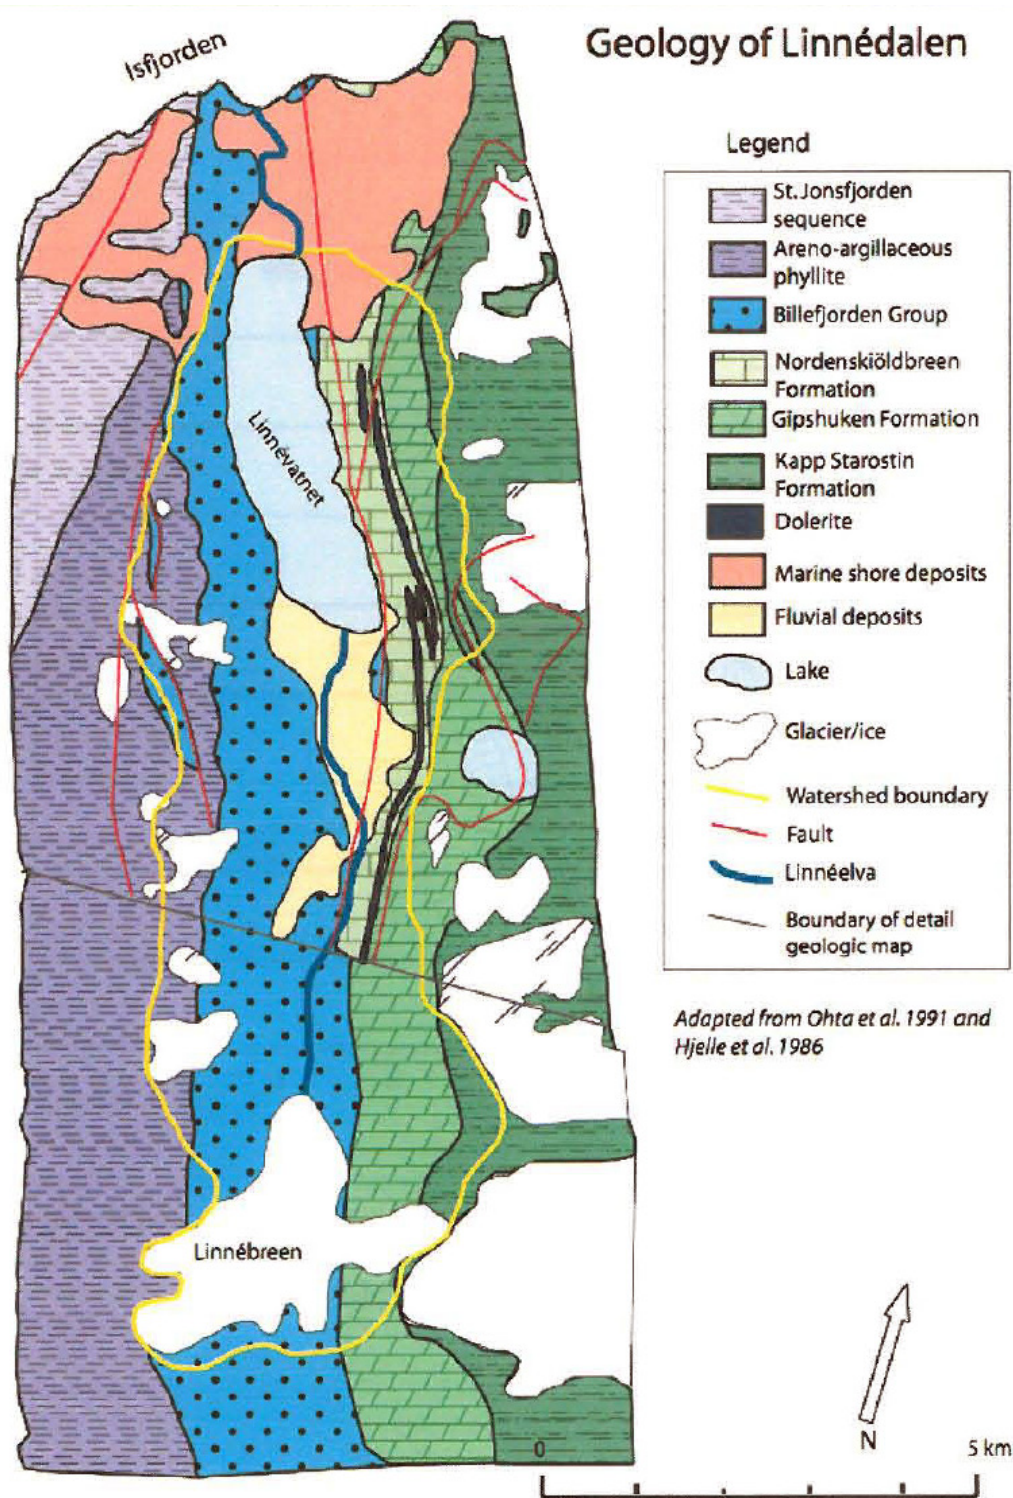 Geology of Linnédalen
Isfjorden
Legend
St. Jonsfjorden
sequence
Areno-argillaceous
phyllite
Billefjorden Group
Nordenskiöldbreen
Formation
Gipshuken Formation
Kapp Starostin
Formation
Dolerite
Marine shore deposits
Fluvial deposits
Lake
Glacier/ice
Watershed boundary
Fault
Linnéelva
Boundary of detail
geologic map
Linnévatnet
Adapted from Ohta et al. 1991 and
Hjelle et al. 1986
Linnébreen
N
0 5 km